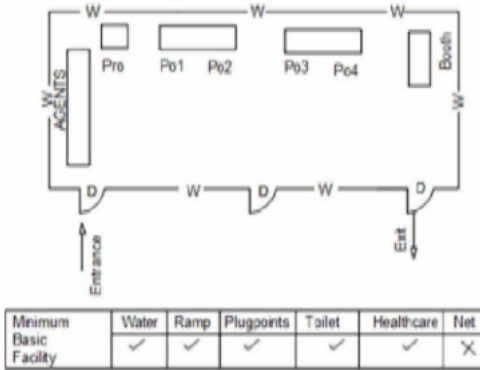 W W W
Pro Po1 Po2 Po3 Po4 Booth
W AGENTS W
D W D W D
Entrance Exit
Minimum Basic Facility Water Ramp Plugpoints Toilet Healthcare Net
✓ ✓ ✓ ✓ ✓ X